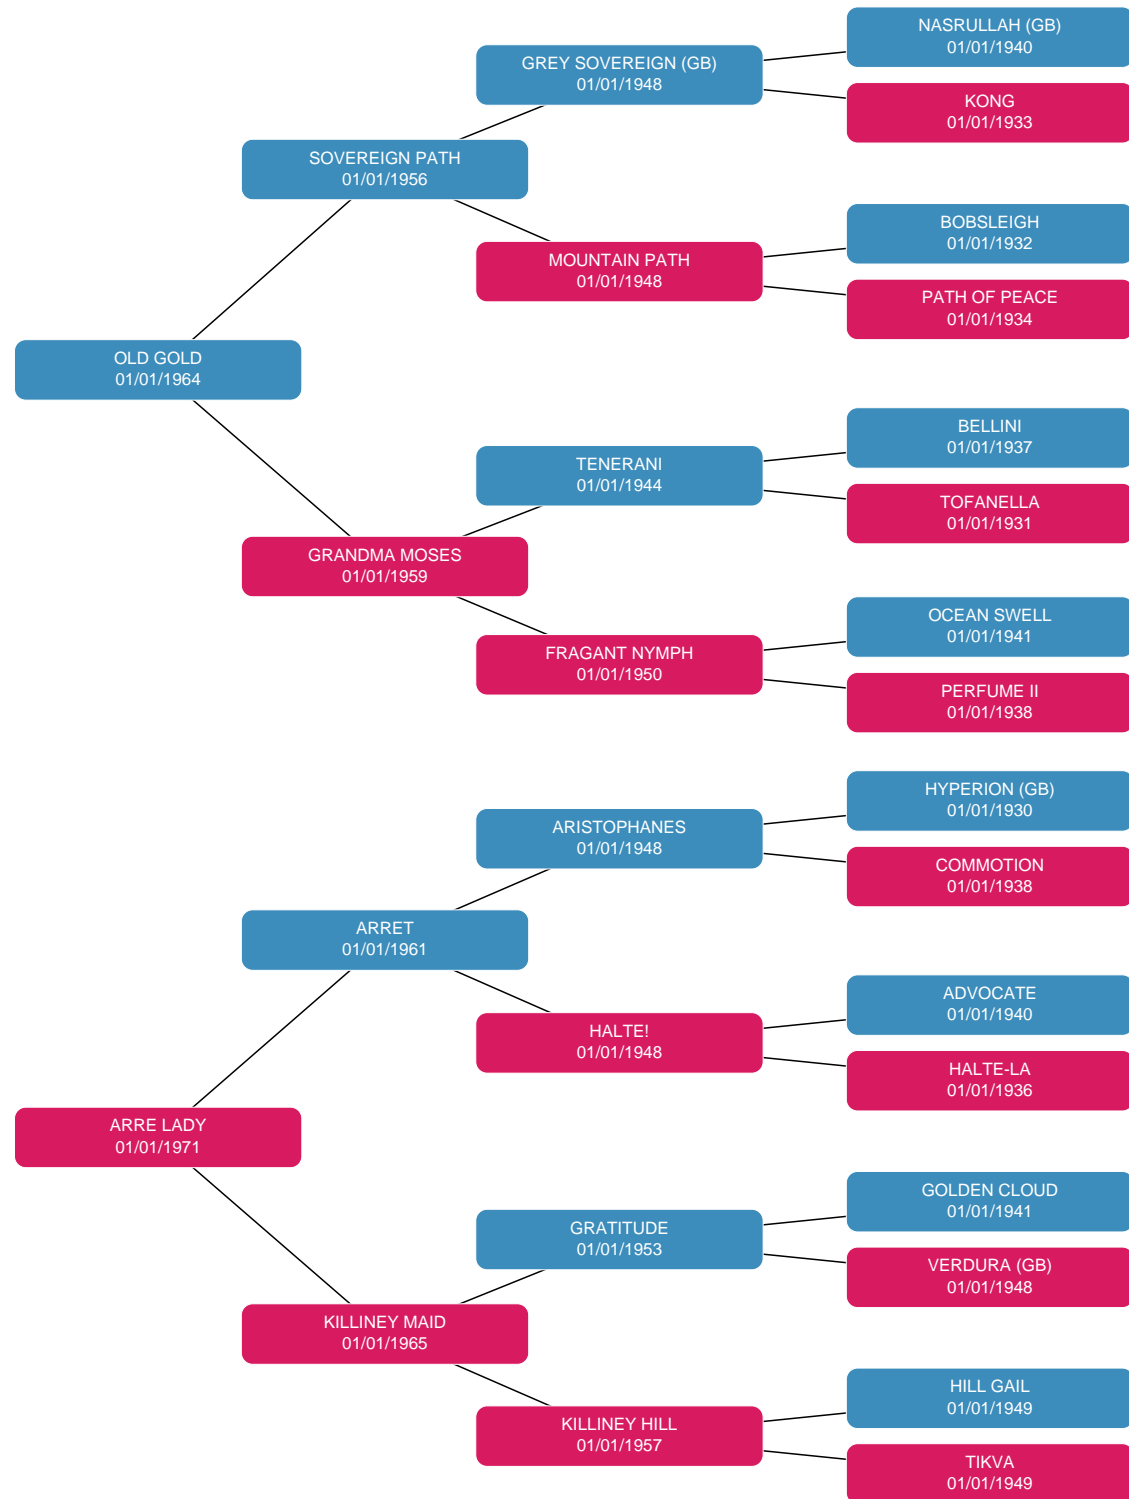 NASRULLAH (GB)
01/01/1940
GREY SOVEREIGN (GB)
01/01/1948
KONG
01/01/1933
SOVEREIGN PATH
01/01/1956
BOBSLEIGH
01/01/1932
MOUNTAIN PATH
01/01/1948
PATH OF PEACE
01/01/1934
OLD GOLD
01/01/1964
BELLINI
01/01/1937
TENERANI
01/01/1944
TOFANELLA
01/01/1931
GRANDMA MOSES
01/01/1959
OCEAN SWELL
01/01/1941
FRAGANT NYMPH
01/01/1950
PERFUME II
01/01/1938
HYPERION (GB)
01/01/1930
ARISTOPHANES
01/01/1948
COMMOTION
01/01/1938
ARRET
01/01/1961
ADVOCATE
01/01/1940
HALTE!
01/01/1948
HALTE-LA
01/01/1936
ARRE LADY
01/01/1971
GOLDEN CLOUD
01/01/1941
GRATITUDE
01/01/1953
VERDURA (GB)
01/01/1948
KILLINEY MAID
01/01/1965
HILL GAIL
01/01/1949
KILLINEY HILL
01/01/1957
TIKVA
01/01/1949